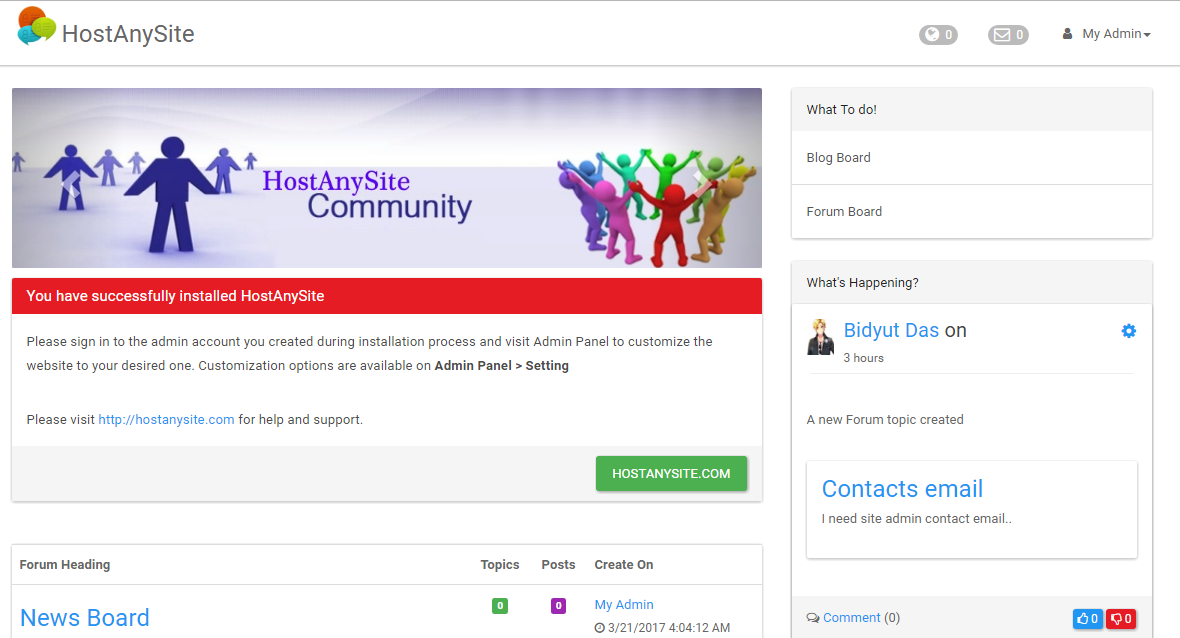 HostAnySite
0
0
My Admin
HostAnySite
Community
You have successfully installed HostAnySite
Please sign in to the admin account you created during installation process and visit Admin Panel to customize the
website to your desired one. Customization options are available on Admin Panel > Setting
Please visit http://hostanysite.com for help and support.
HOSTANYSITE.COM
Forum Heading Topics Posts Create On
News Board 0 0 My Admin
3/21/2017 4:04:12 AM
What To do!
Blog Board
Forum Board
What's Happening?
Bidyut Das on
3 hours
A new Forum topic created
Contacts email
I need site admin contact email..
Comment (0) 0 0